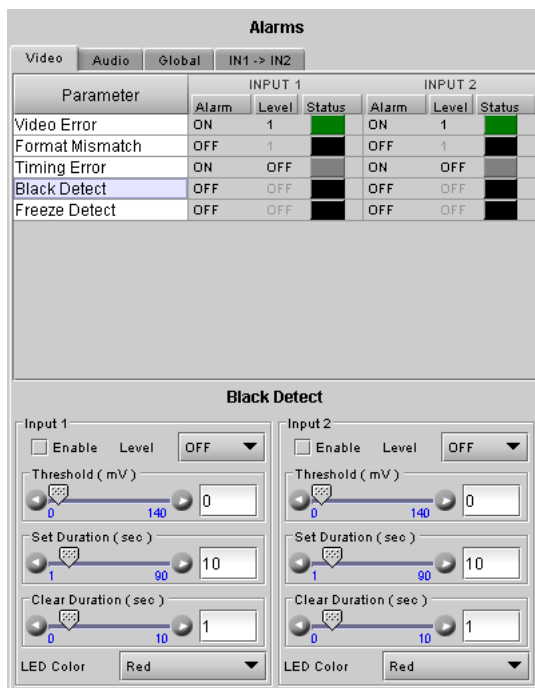 Alarms
Video Audio Global IN1 -> IN2
Parameter INPUT 1 INPUT 2
Alarm Level Status Alarm Level Status
Video Error ON 1 ON 1
Format Mismatch OFF 1 OFF 1
Timing Error ON OFF ON OFF
Black Detect OFF OFF OFF OFF
Freeze Detect OFF OFF OFF OFF
Black Detect
Input 1 Input 2
Enable Level OFF Enable Level OFF
Threshold ( mV ) Threshold ( mV )
0 140 0 0 140 0
Set Duration ( sec ) Set Duration ( sec )
1 90 10 1 90 10
Clear Duration ( sec ) Clear Duration ( sec )
0 10 1 0 10 1
LED Color Red LED Color Red